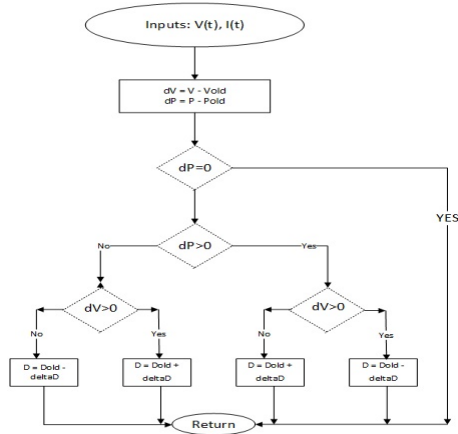 Inputs: V(t), I(t)
dV = V - Vold
dP = P - Pold
dP=0
YES
dP>0
No
Yes
dV>0
dV>0
No
Yes
No
Yes
D = Dold -
deltaD
D = Dold +
deltaD
D = Dold +
deltaD
D = Dold -
deltaD
Return